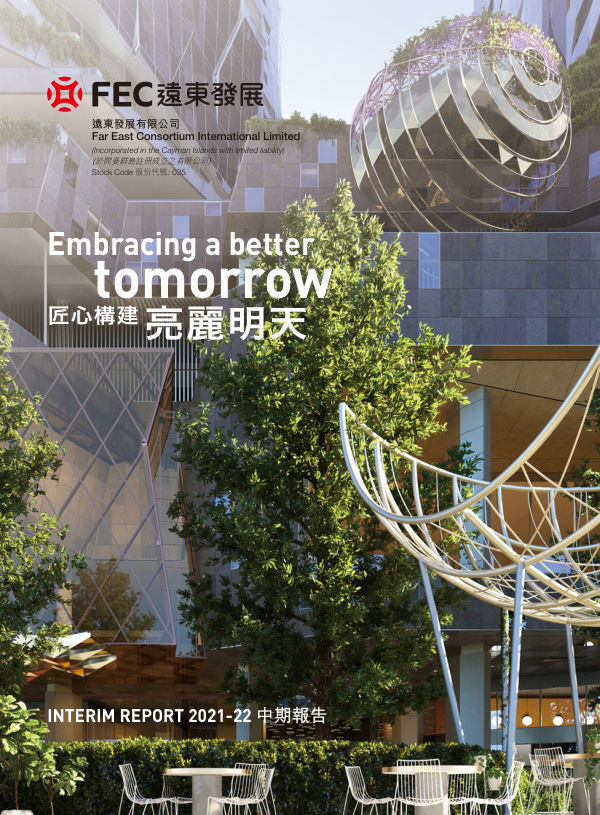 FEC遠東發展
遠東發展有限公司
Far East Consortium International Limited
(Incorporated in the Cayman Islands with limited liability)
(於開曼群島註冊成立之有限公司)
Stock Code 股份代號: 035
Embracing a better
tomorrow
匠心構建 亮麗明天
INTERIM REPORT 2021-22 中期報告